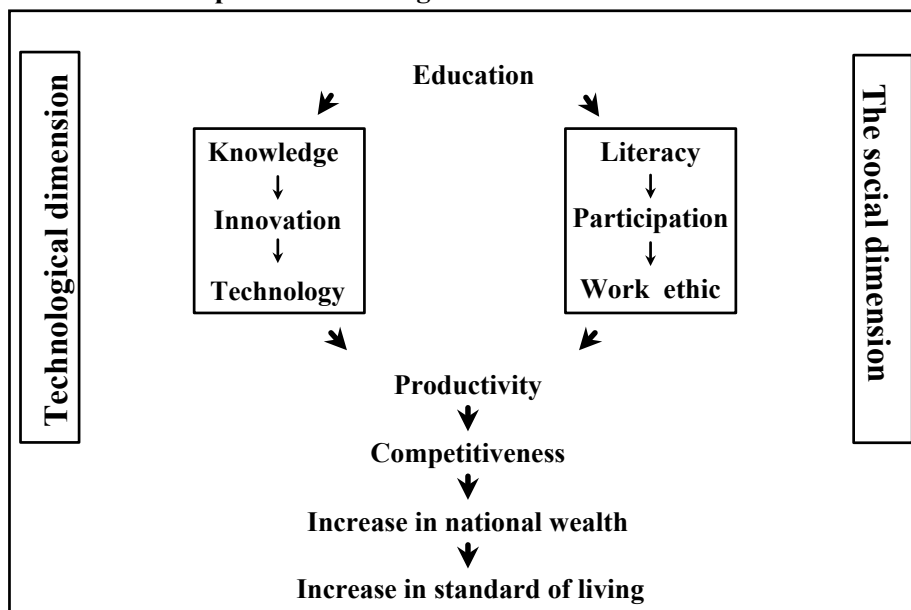 Technological dimension
Education
Knowledge
Innovation
Technology
Literacy
Participation
Work ethic
The social dimension
Productivity
Competitiveness
Increase in national wealth
Increase in standard of living